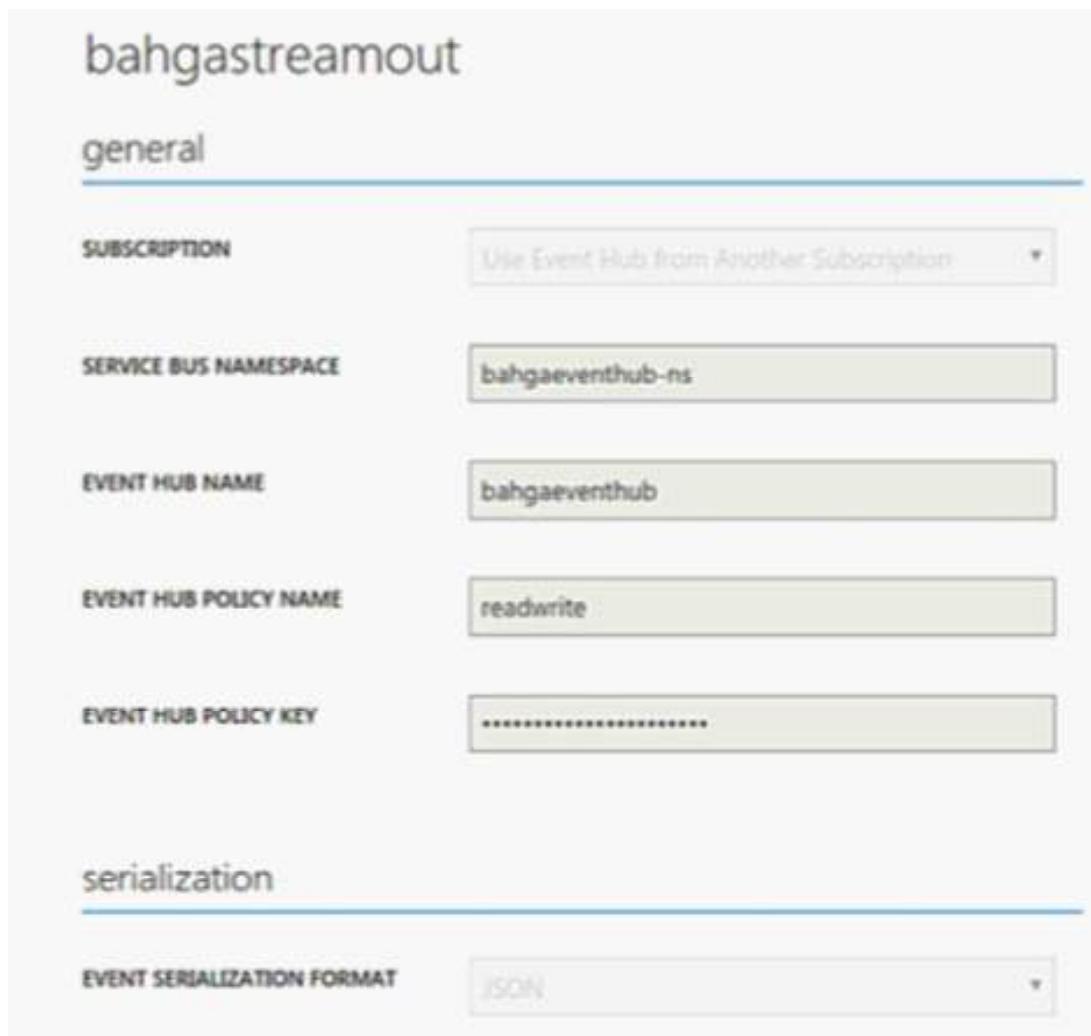 bahgastreamout
general
SUBSCRIPTION Use Event Hub from Another Subscription
SERVICE BUS NAMESPACE bahgaeventhub-ns
EVENT HUB NAME bahgaeventhub
EVENT HUB POLICY NAME readwrite
EVENT HUB POLICY KEY ••••••••••••••••••••••
serialization
EVENT SERIALIZATION FORMAT JSON